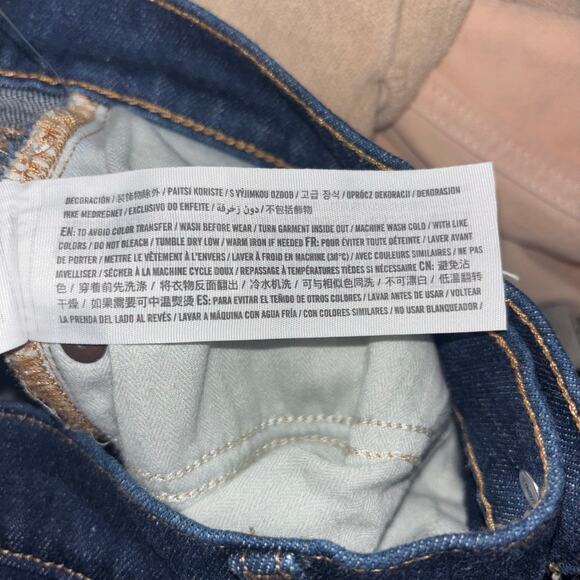 DECORACIÓN / 装饰物除外 / PAITSI KORISTE / S VÝJIMKOU OZDOB / 고급 장식 / OPRÓCZ DEKORACJI / DEKORASJON
IKKE MEDREGNET / EXCLUSIVO DO ENFEITE / دون زخرفة / 不包括飾物
EN: TO AVOID COLOR TRANSFER / WASH BEFORE WEAR / TURN GARMENT INSIDE OUT / MACHINE WASH COLD / WITH LIKE
COLORS / DO NOT BLEACH / TUMBLE DRY LOW / WARM IRON IF NEEDED FR: POUR ÉVITER TOUTE DÉTEINTE / LAVER AVANT
DE PORTER / METTRE LE VÊTEMENT À L'ENVERS / LAVER À FROID EN MACHINE (30°C) / AVEC COULEURS SIMILAIRES / NE PAS
JAVELLISER / SÉCHER À LA MACHINE CYCLE DOUX / REPASSAGE À TEMPÉRATURES TIÈDES SI NÉCESSAIRE CN: 避免沾
色 / 穿着前先洗涤 / 将衣物反面翻出 / 冷水机洗 / 可与相似色同洗 / 不可漂白 / 低温翻转
干燥 / 如果需要可中温熨烫 ES: PARA EVITAR EL TEÑIDO DE OTROS COLORES / LAVAR ANTES DE USAR / VOLTEAR
LA PRENDA DEL LADO AL REVÉS / LAVAR A MÁQUINA CON AGUA FRÍA / CON COLORES SIMILARES / NO USAR BLANQUEADOR /